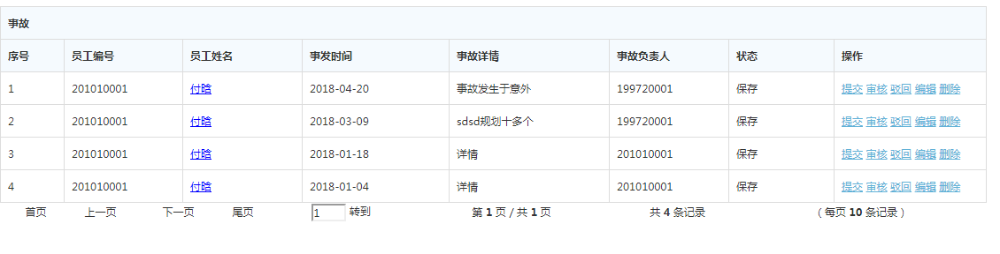 事故
序号 员工编号 员工姓名 事发时间 事故详情 事故负责人 状态 操作
1 201010001 付晗 2018-04-20 事故发生于意外 199720001 保存 提交 审核 驳回 编辑 删除
2 201010001 付晗 2018-03-09 sdsd规划十多个 199720001 保存 提交 审核 驳回 编辑 删除
3 201010001 付晗 2018-01-18 详情 201010001 保存 提交 审核 驳回 编辑 删除
4 201010001 付晗 2018-01-04 详情 201010001 保存 提交 审核 驳回 编辑 删除
首页 上一页 下一页 尾页 1 转到 第 1 页 / 共 1 页 共 4 条记录 ( 每页 10 条记录 )